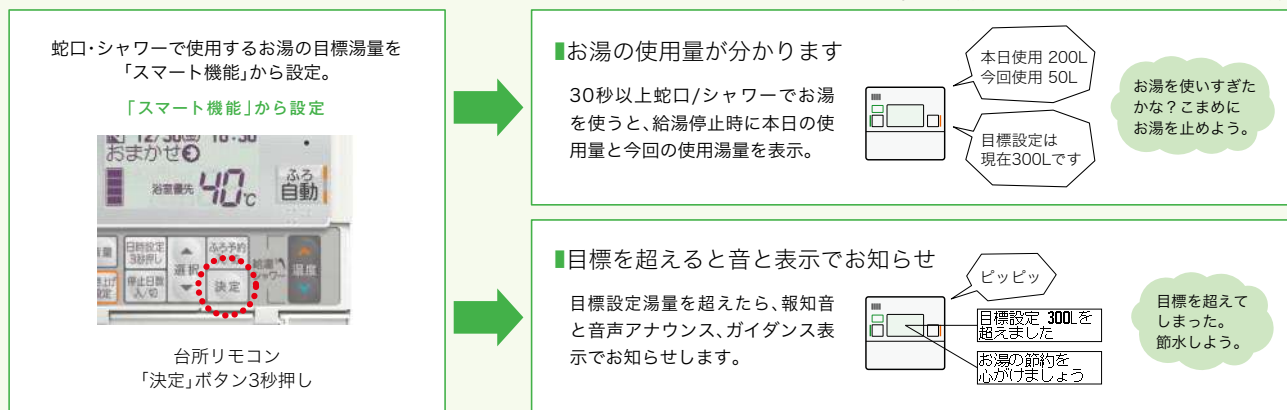 蛇口・シャワーで使用するお湯の目標湯量を
「スマート機能」から設定。
「スマート機能」から設定
12/30㊎ 10:30
おまかせ
浴室優先 40℃
ふろ
自動
日時設定
3秒押し
停止日数
入/切
選択
ふろ予約
決定
給湯
シャワー
温度
台所リモコン
「決定」ボタン3秒押し
■お湯の使用量が分かります
30秒以上蛇口/シャワーでお湯
を使うと、給湯停止時に本日の使
用量と今回の使用湯量を表示。
本日使用 200L
今回使用 50L
目標設定は
現在300Lです
お湯を使いすぎた
かな？こまめに
お湯を止めよう。
■目標を超えると音と表示でお知らせ
目標設定湯量を超えたら、報知音
と音声アナウンス、ガイダンス表
示でお知らせします。
ピッピッ
目標設定 300Lを
超えました
お湯の節約を
心がけましょう
目標を超えて
しまった。
節水しよう。